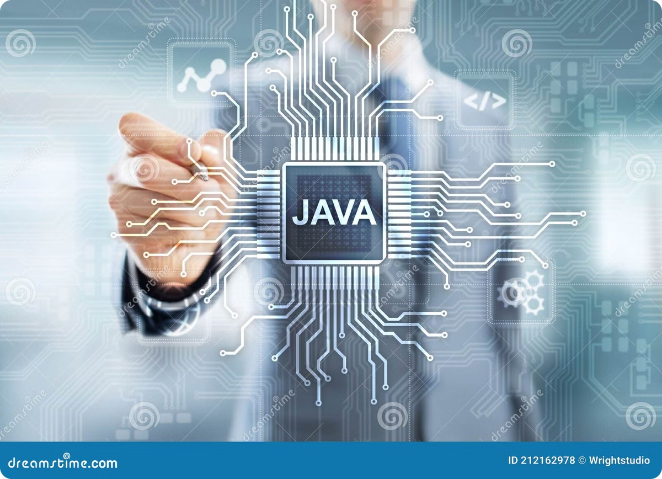 </>
JAVA
dreamstime.com
ID 212162978 © Wrightstudio